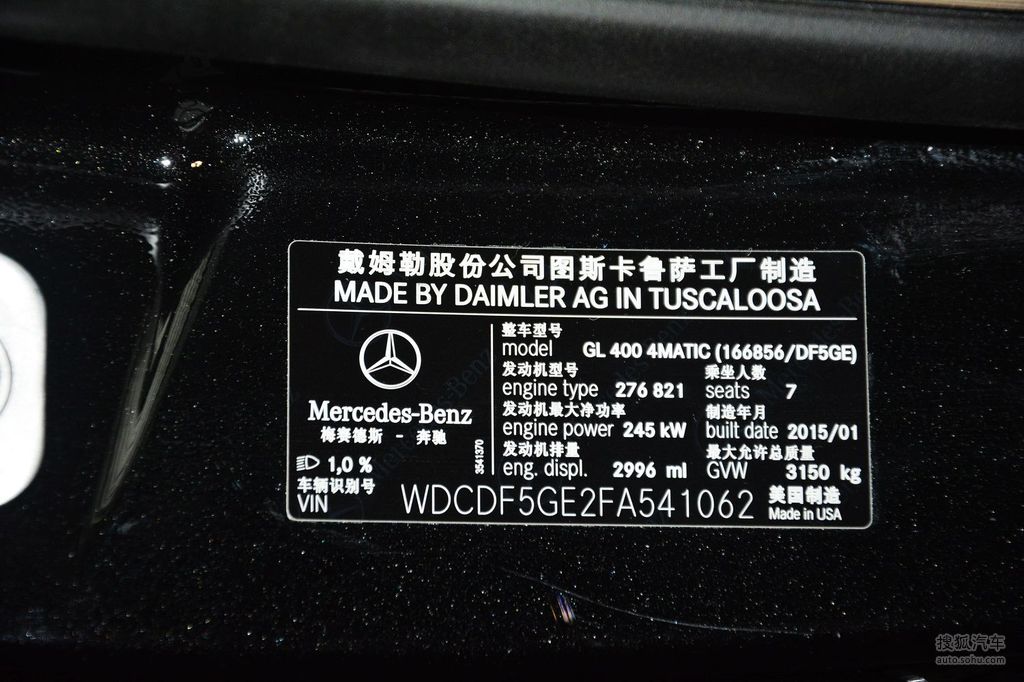 戴姆勒股份公司图斯卡鲁萨工厂制造
MADE BY DAIMLER AG IN TUSCALOOSA
Mercedes-Benz
梅赛德斯 - 奔驰
1,0 %
3541370
整车型号
model GL 400 4MATIC (166856/DF5GE)
发动机型号 乘坐人数
engine type 276 821 seats 7
发动机最大净功率 制造年月
engine power 245 kW built date 2015/01
发动机排量 最大允许总质量
eng. displ. 2996 ml GVW 3150 kg
车辆识别号
VIN WDCDF5GE2FA541062
美国制造
Made in USA
搜狐汽车
auto.sohu.com